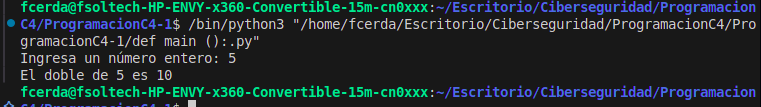 fcerda@fsoltech-HP-ENVY-x360-Convertible-15m-cn0xxx:~/Escritorio/Ciberseguridad/Programacion
C4/ProgramacionC4-1$ /bin/python3 "/home/fcerda/Escritorio/Ciberseguridad/ProgramacionC4/Pro
gramacionC4-1/def main ():.py"
Ingresa un número entero: 5
El doble de 5 es 10
fcerda@fsoltech-HP-ENVY-x360-Convertible-15m-cn0xxx:~/Escritorio/Ciberseguridad/Programacion
C4/ProgramacionC4-1$